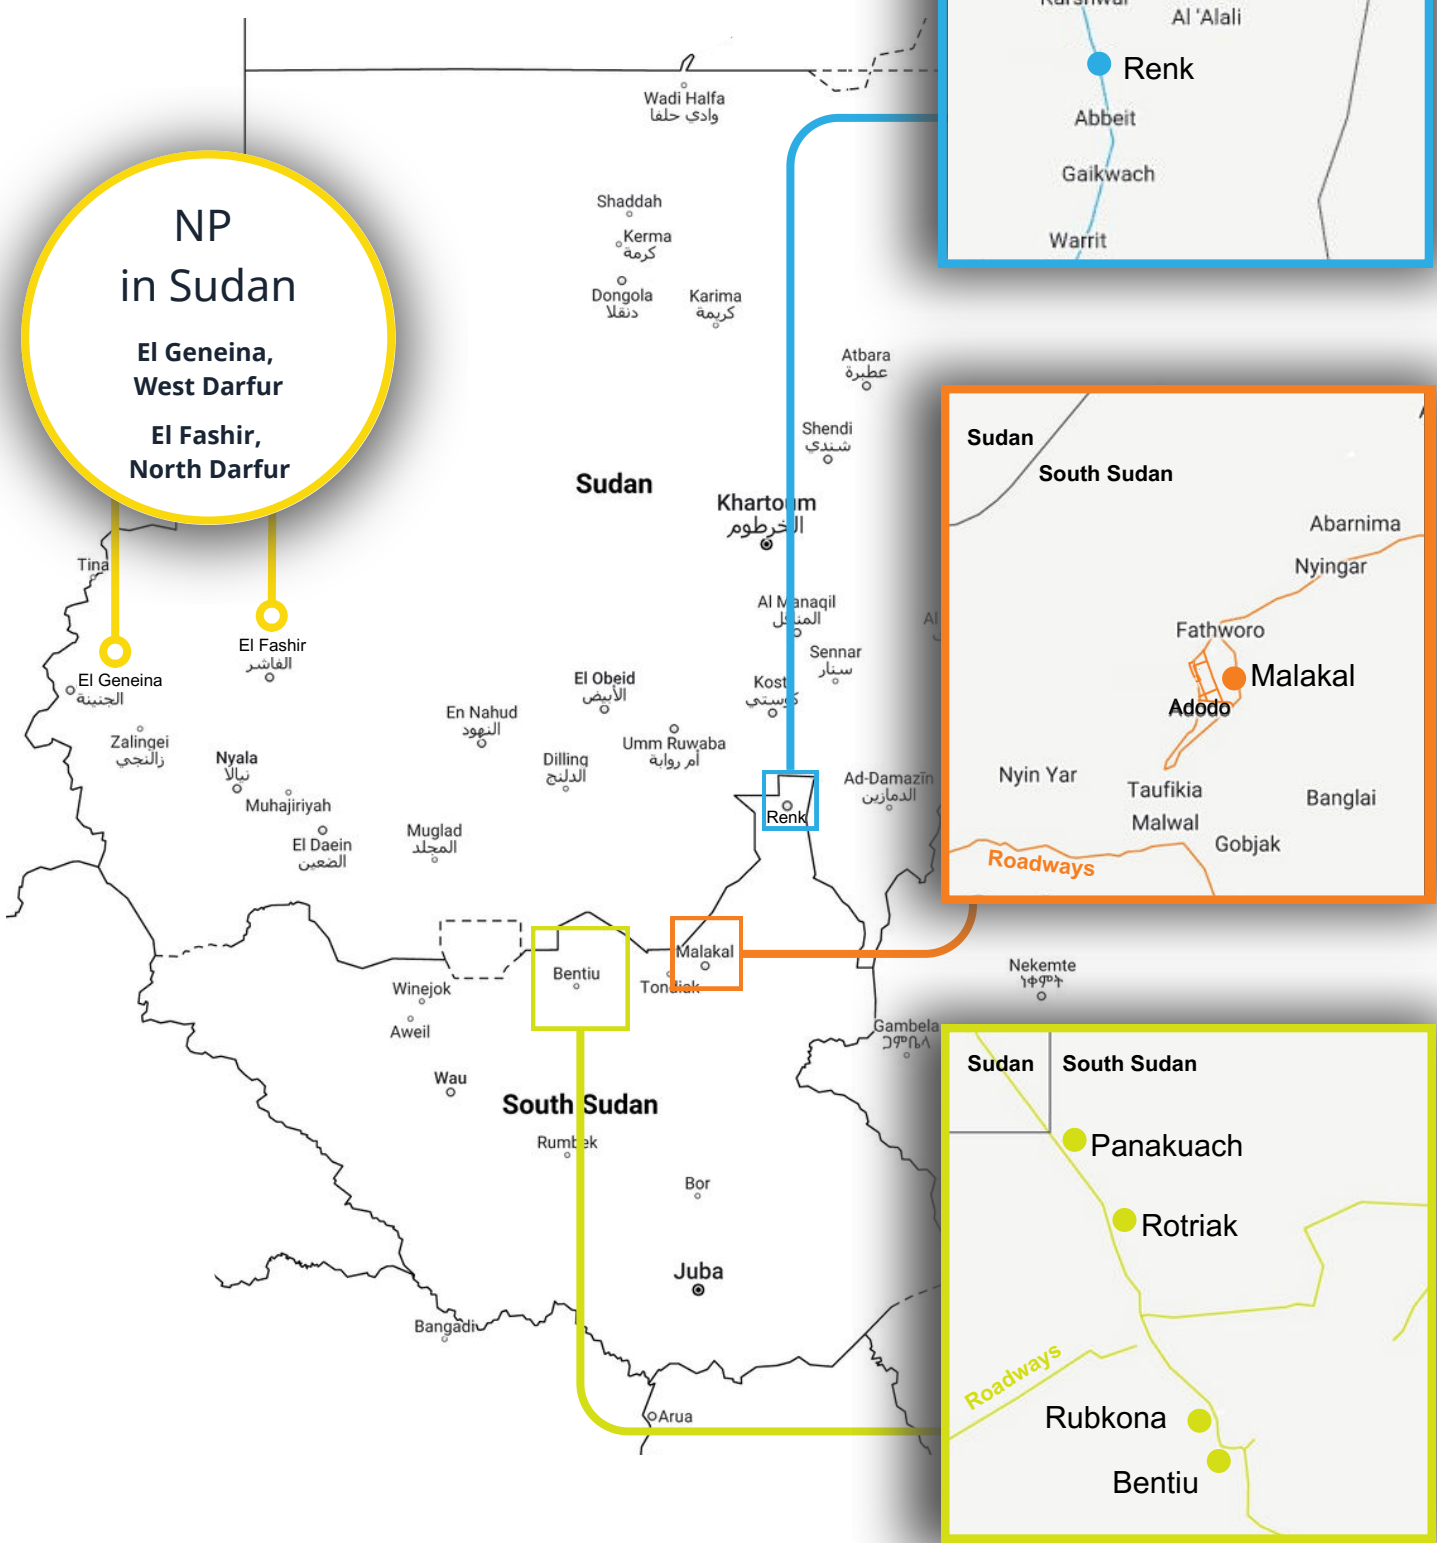 Al 'Alali
Renk
Abbeit
Gaikwach
Warrit
Wadi Halfa
وادي حلفا
NP
in Sudan
El Geneina,
West Darfur
El Fashir,
North Darfur
Shaddah
Kerma
كرمة
Dongola
دنقلا
Karima
كريمة
Atbara
عطبرة
Shendi
شندي
Sudan
Khartoum
الخرطوم
Tina
El Fashir
الفاشر
El Geneina
الجنينة
Al Manaqil
المناقل
Sennar
سنار
El Obeid
الأبيض
Kosti
كوستي
En Nahud
النهود
Umm Ruwaba
أم روابة
Zalingei
زالنجي
Nyala
نيالا
Dilling
الدلنج
Muhajiriyah
Ad-Damazīn
الدمازين
Renk
El Daein
الضعين
Muglad
المجلد
Sudan
South Sudan
Abarnima
Nyingar
Fathworo
Malakal
Adodo
Nyin Yar
Taufikia
Banglai
Malwal
Gobjak
Roadways
Malakal
Bentiu
Tondiak
Winejok
Aweil
Nekemte
ነቀምት
Gambela
ጋምቤላ
Wau
South Sudan
Rumbek
Bor
Juba
Bangadi
Arua
Sudan
South Sudan
Panakuach
Rotriak
Roadways
Rubkona
Bentiu